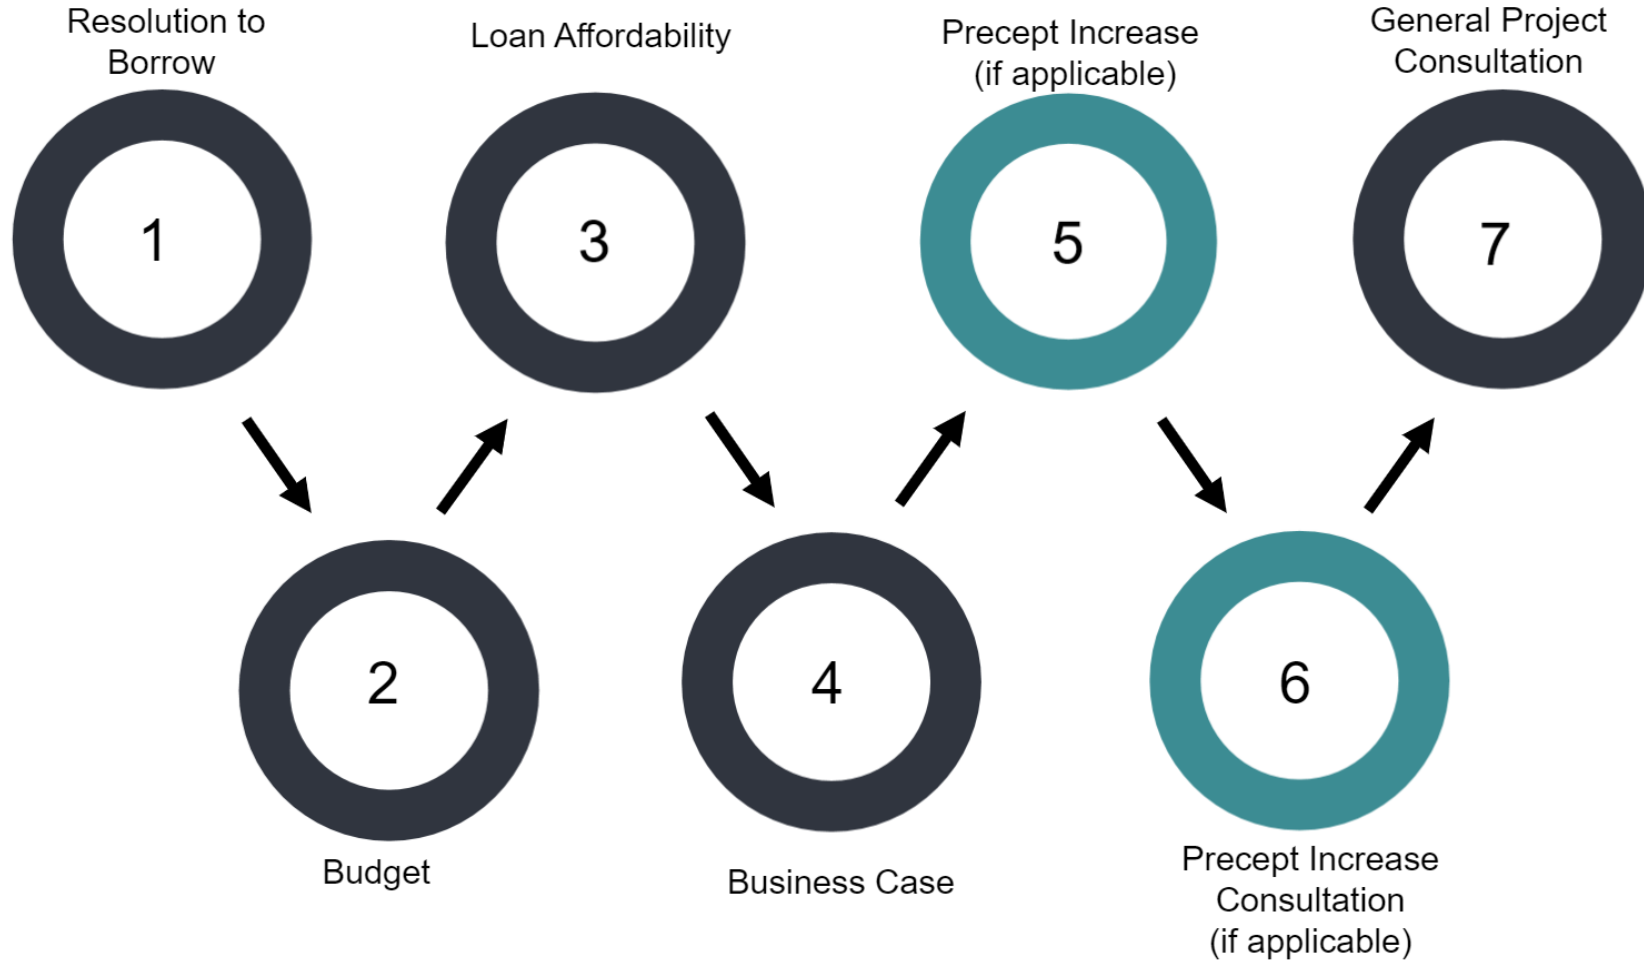 Resolution to
Borrow
1
2
Budget
Loan Affordability
3
4
Business Case
Precept Increase
(if applicable)
5
6
Precept Increase
Consultation
(if applicable)
General Project
Consultation
7